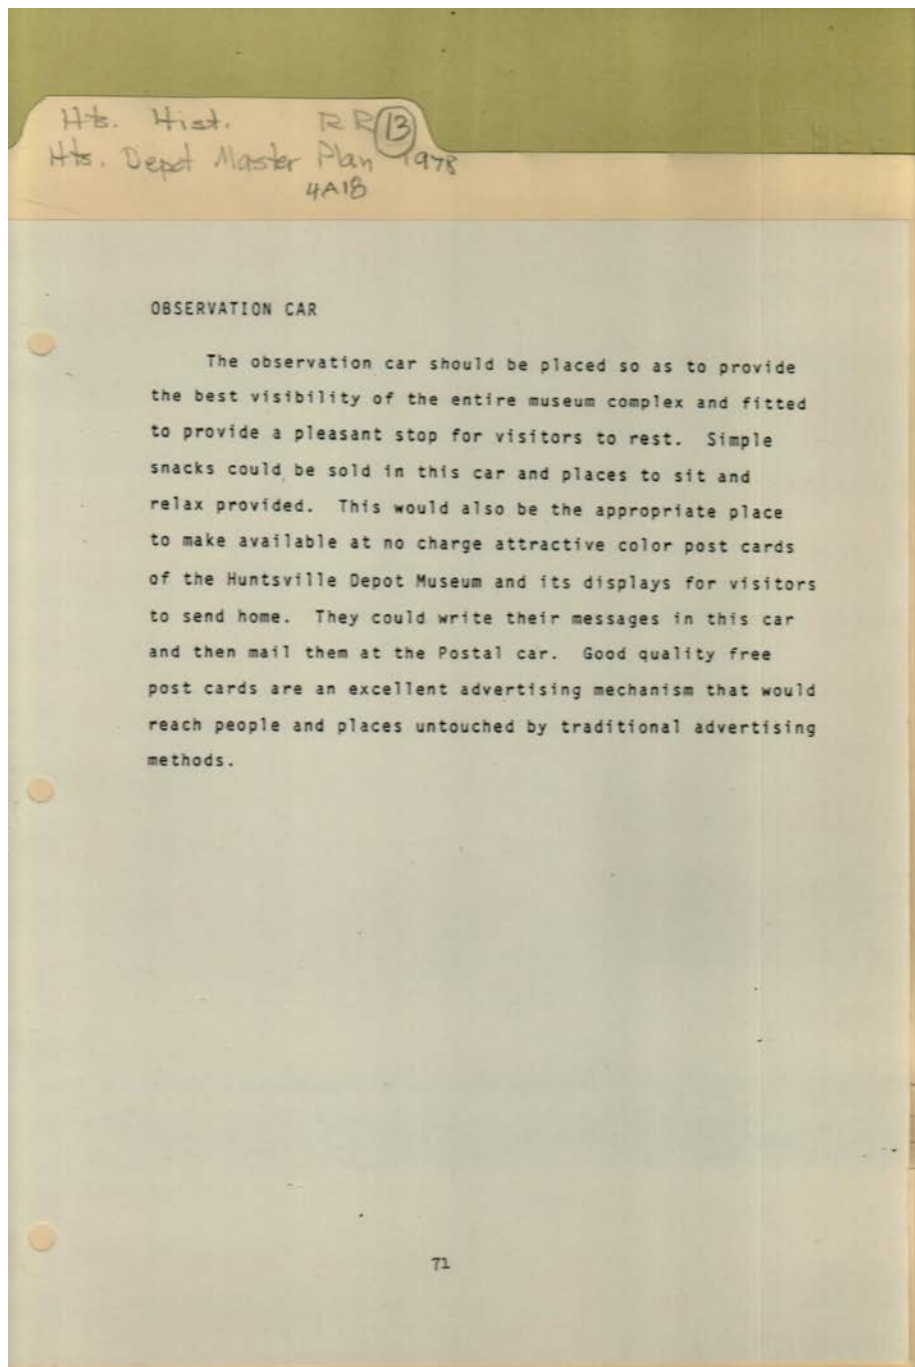 Hts. Hist. RR 13
Hts. Depot Master Plan 1978
4A18
OBSERVATION CAR
The observation car should be placed so as to provide
the best visibility of the entire museum complex and fitted
to provide a pleasant stop for visitors to rest. Simple
snacks could be sold in this car and places to sit and
relax provided. This would also be the appropriate place
to make available at no charge attractive color post cards
of the Huntsville Depot Museum and its displays for visitors
to send home. They could write their messages in this car
and then mail them at the Postal car. Good quality free
post cards are an excellent advertising mechanism that would
reach people and places untouched by traditional advertising
methods.
71